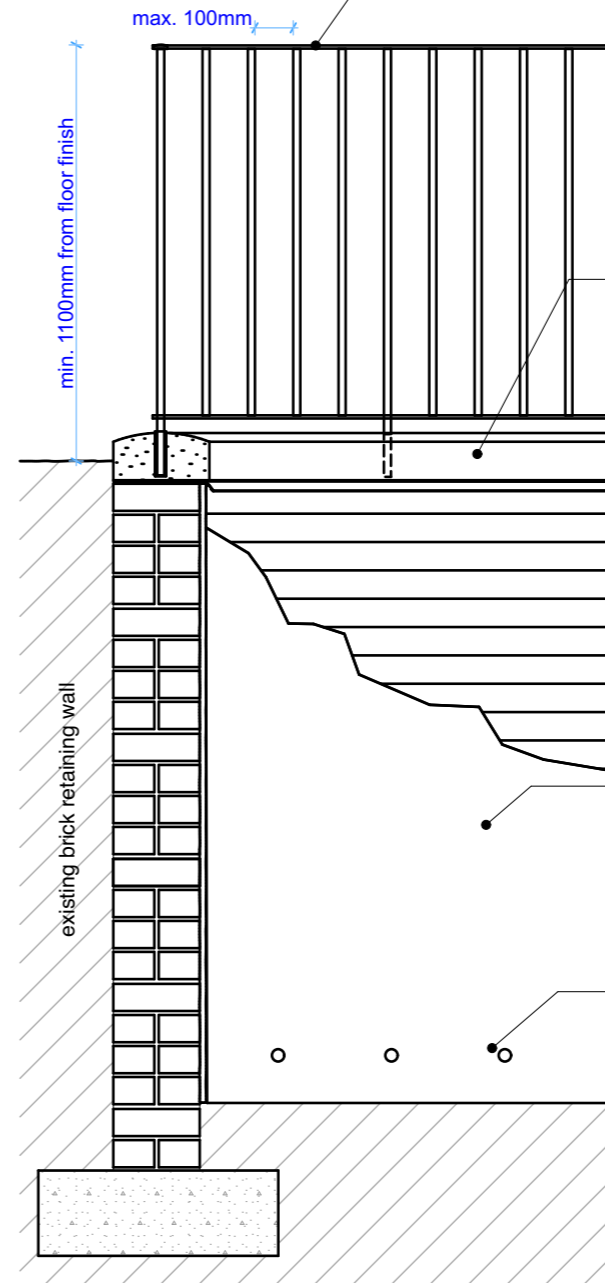 max. 100mm
min. 1100mm from floor finish
existing brick retaining wall